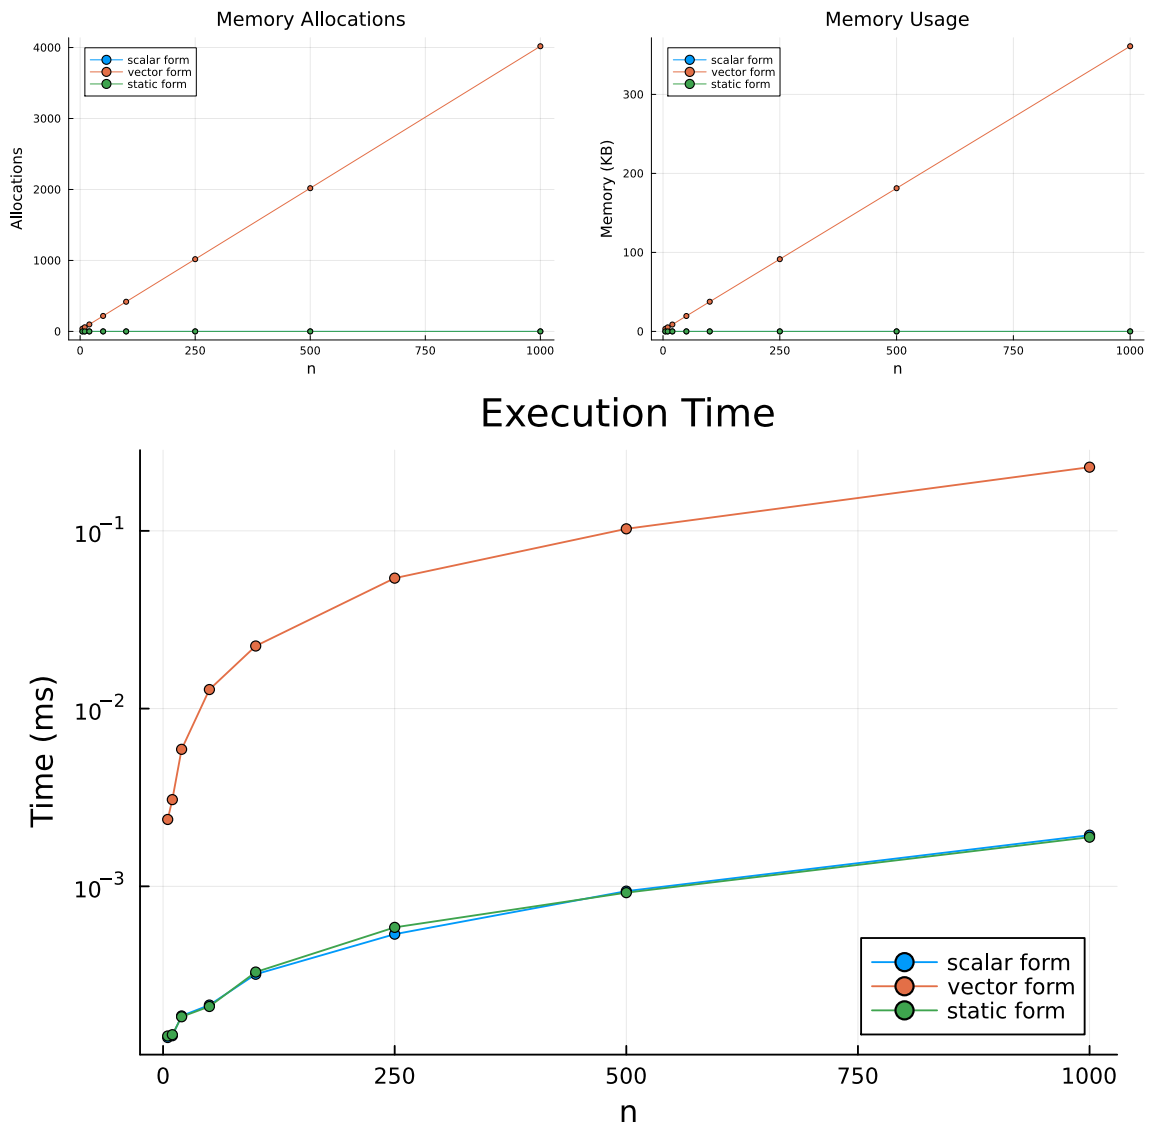 Memory Allocations
Allocations
4000
3000
2000
1000
0
scalar form
vector form
static form
0 250 500 750 1000
n
Memory Usage
Memory (KB)
300
200
100
0
scalar form
vector form
static form
0 250 500 750 1000
n
Execution Time
Time (ms)
10⁻¹
10⁻²
10⁻³
scalar form
vector form
static form
0 250 500 750 1000
n